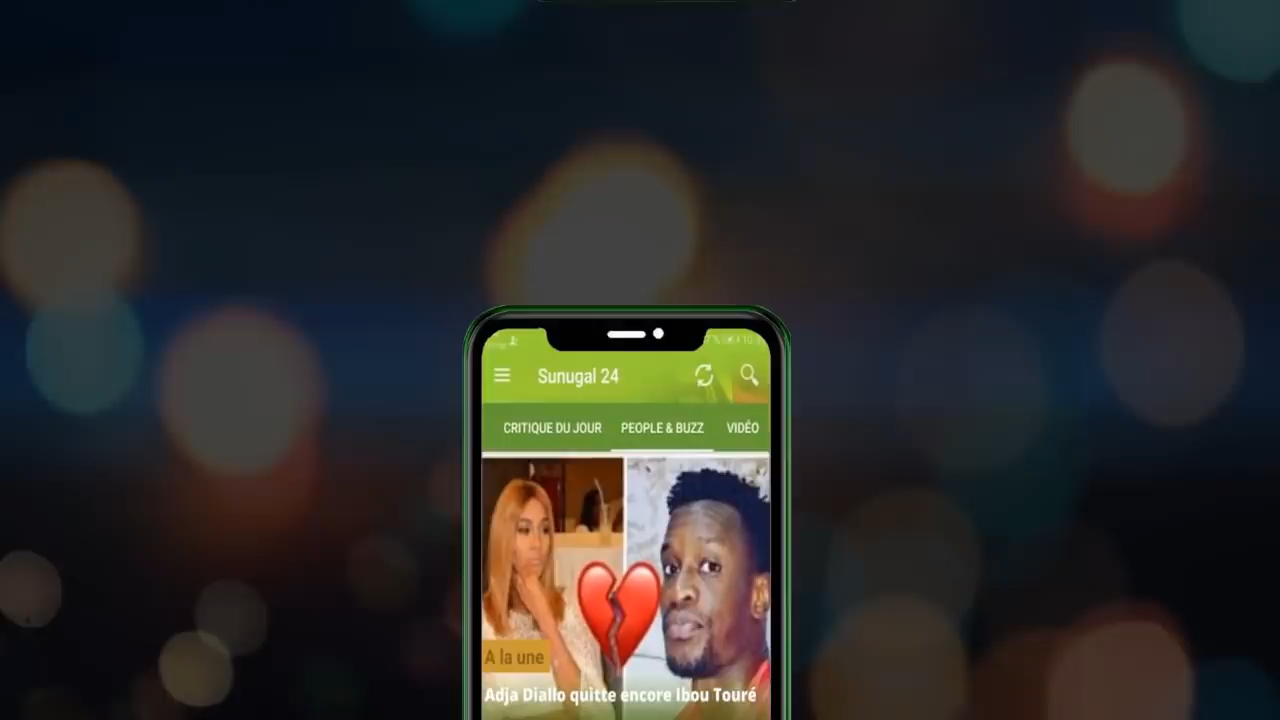 Sunugal 24
CRITIQUE DU JOUR PEOPLE & BUZZ VIDÉO
A la une
Adja Diallo quitte encore Ibou Touré